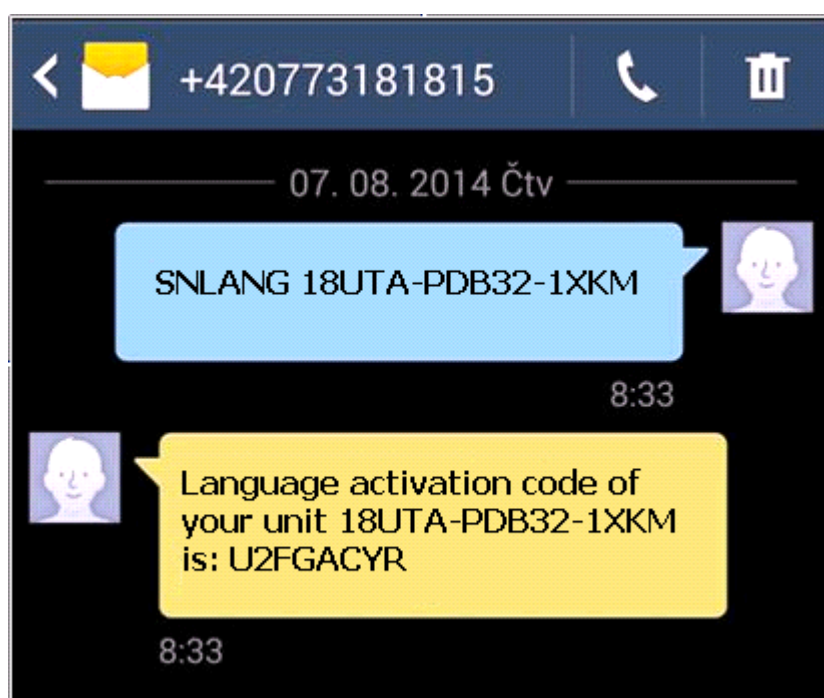 +420773181815
07. 08. 2014 Čtv
SNLANG 18UTA-PDB32-1XKM
8:33
Language activation code of
your unit 18UTA-PDB32-1XKM
is: U2FGACYR
8:33